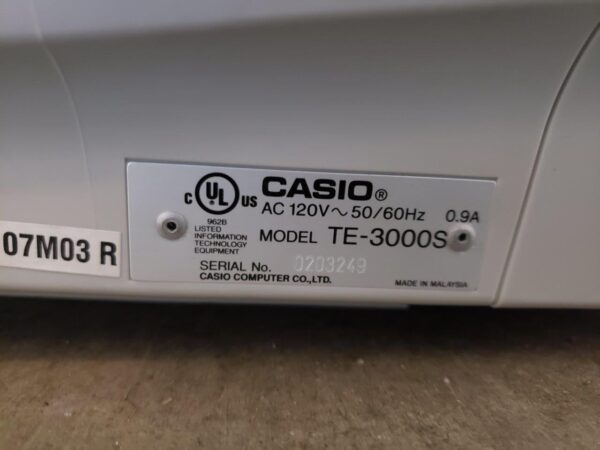 CASIO®
C UL US
AC 120V~50/60Hz 0.9A
962B
LISTED
INFORMATION
TECHNOLOGY
EQUIPMENT
MODEL TE-3000S
SERIAL No. 0203249
CASIO COMPUTER CO.,LTD.
MADE IN MALAYSIA
07M03 R